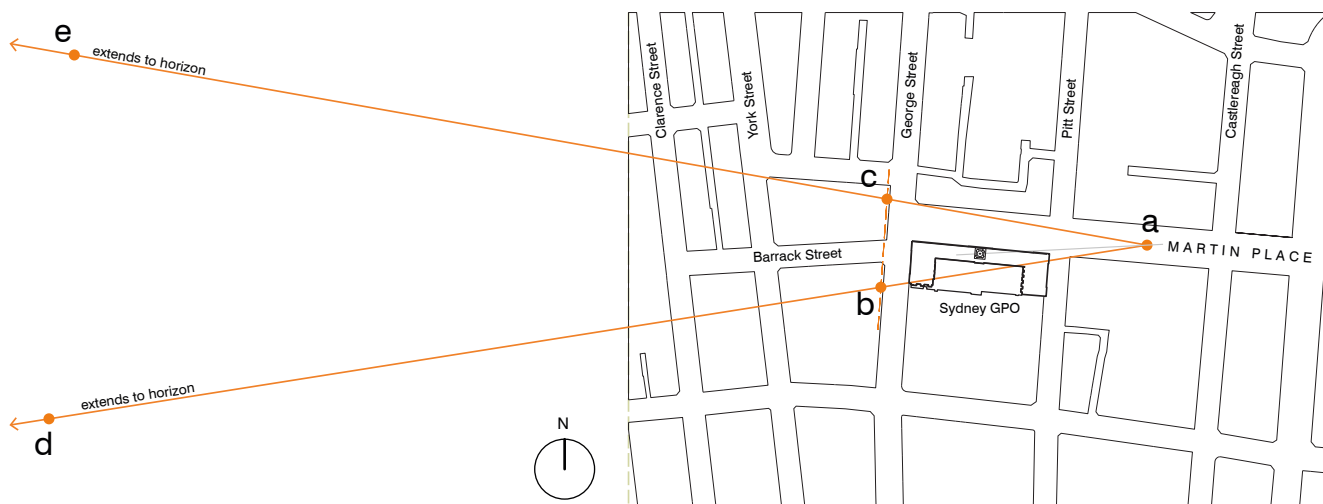 e
extends to horizon
Clarence Street
York Street
George Street
Pitt Street
Castlereagh Street
c
a
MARTIN PLACE
Barrack Street
b
Sydney GPO
extends to horizon
d
N